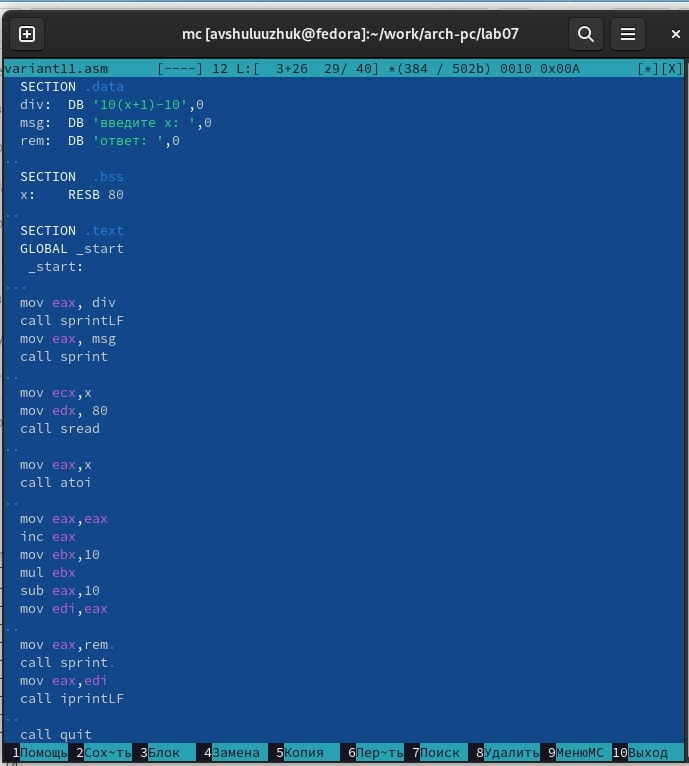 mc [avshuluuzhuk@fedora]:~/work/arch-pc/lab07
variant11.asm [----] 12 L:[ 3+26 29/ 40] *(384 / 502b) 0010 0x00A [*][X]
SECTION .data
div: DB '10(x+1)-10',0
msg: DB 'введите x: ',0
rem: DB 'ответ: ',0
..
SECTION .bss
x: RESB 80
..
SECTION .text
GLOBAL _start
_start:
...
mov eax, div
call sprintLF
mov eax, msg
call sprint
..
mov ecx,x
mov edx, 80
call sread
..
mov eax,x
call atoi
..
mov eax,eax
inc eax
mov ebx,10
mul ebx
sub eax,10
mov edi,eax
..
mov eax,rem.
call sprint.
mov eax,edi
call iprintLF
..
call quit
1Помощь 2Сох~ть 3Блок 4Замена 5Копия 6Пер~ть 7Поиск 8Удалить 9МенюMC 10Выход